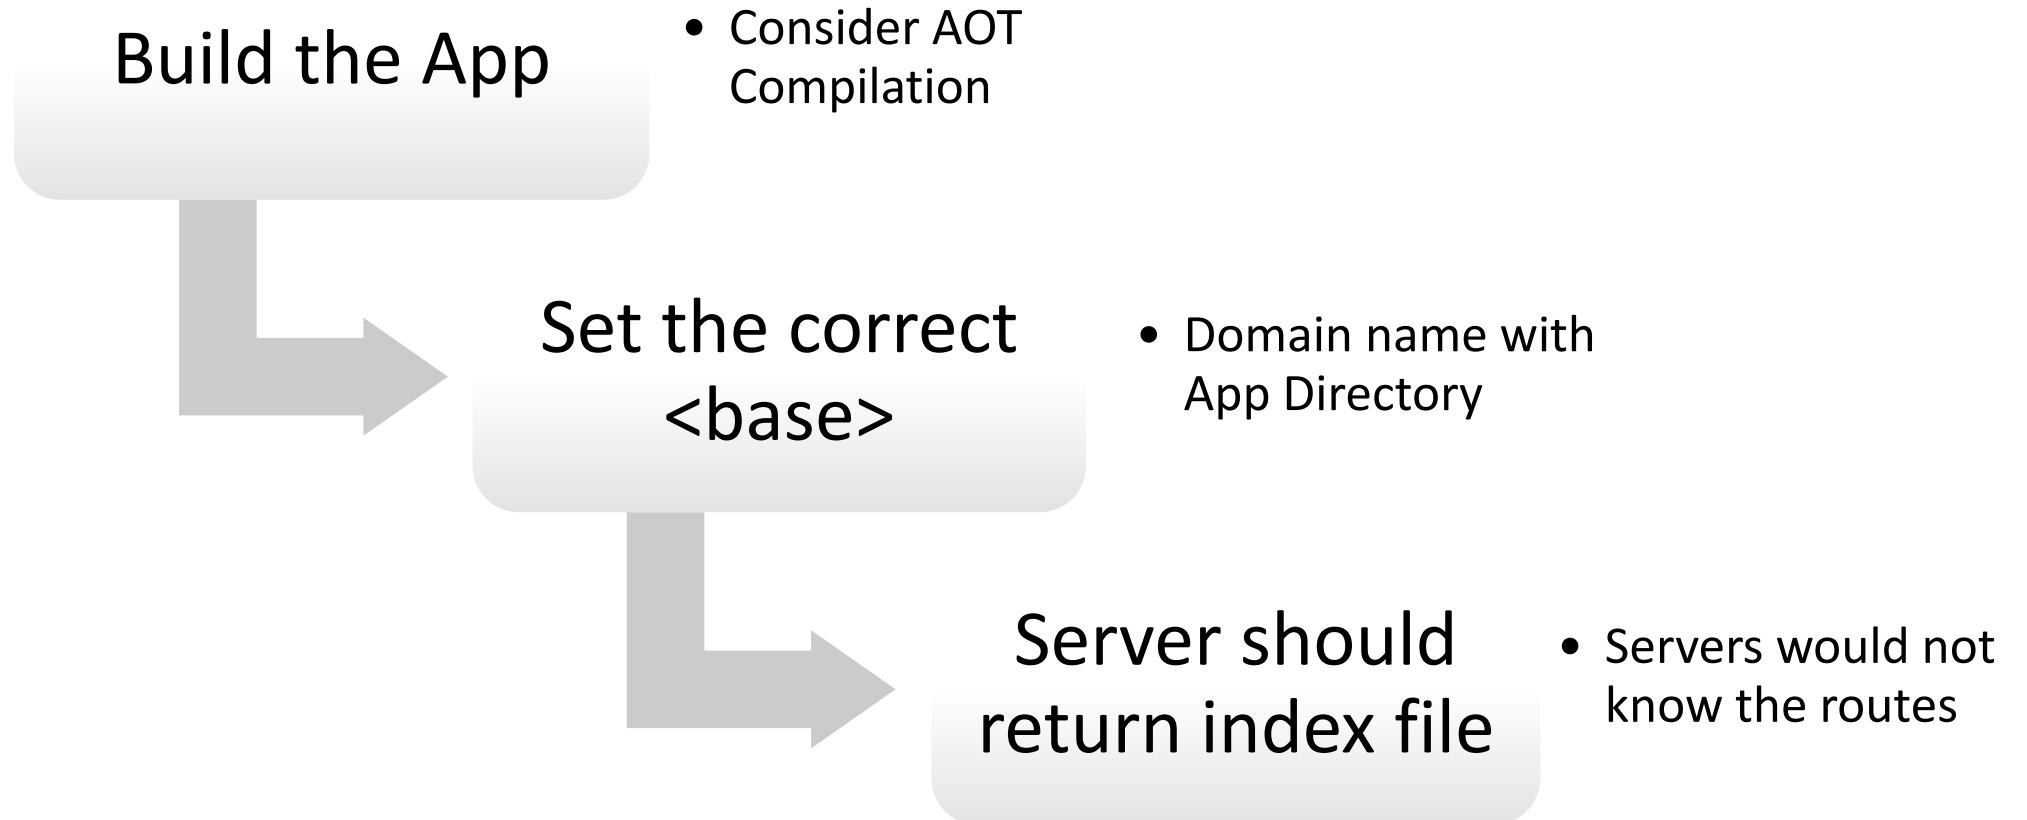 Build the App
• Consider AOT
Compilation
Set the correct
<base>
• Domain name with
App Directory
Server should
return index file
• Servers would not
know the routes